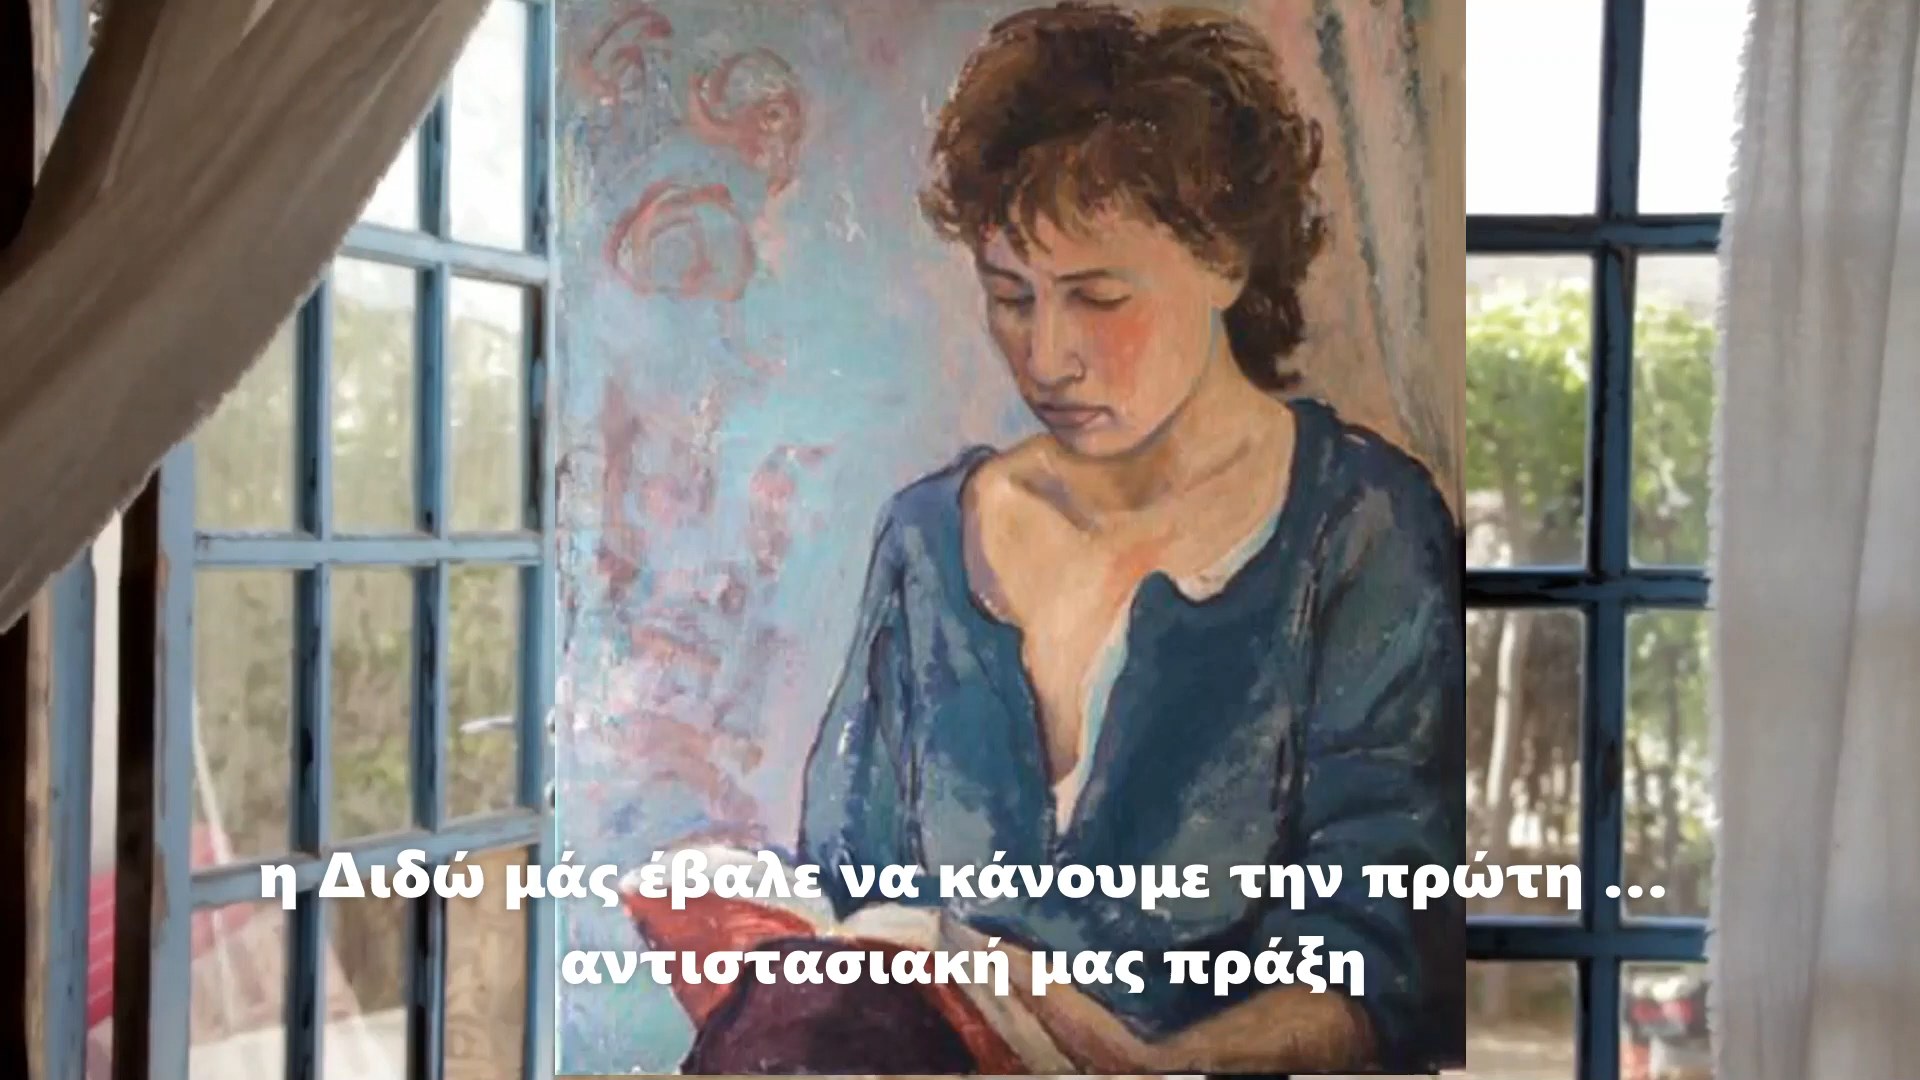 η Διδώ μάς έβαλε να κάνουμε την πρώτη ...
αντιστασιακή μας πράξη